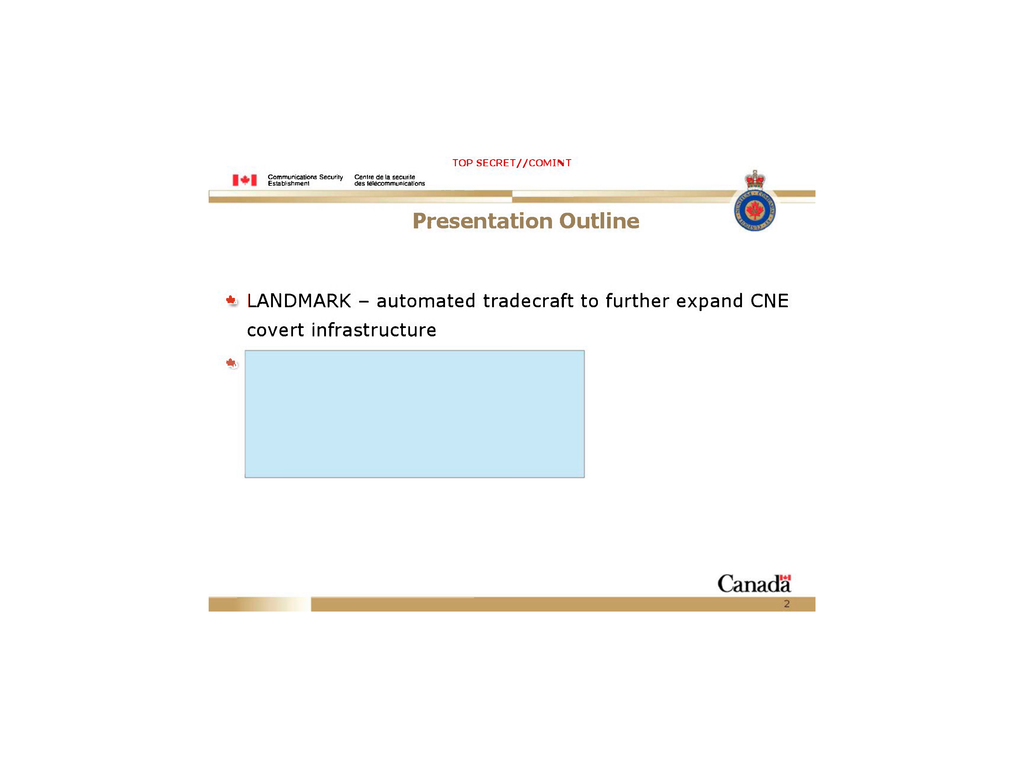 TOP SECRET//COMINT
Communications Security Centre de la sécurité
Establishment des télécommunications
Presentation Outline
LANDMARK – automated tradecraft to further expand CNE
covert infrastructure
Canada
2